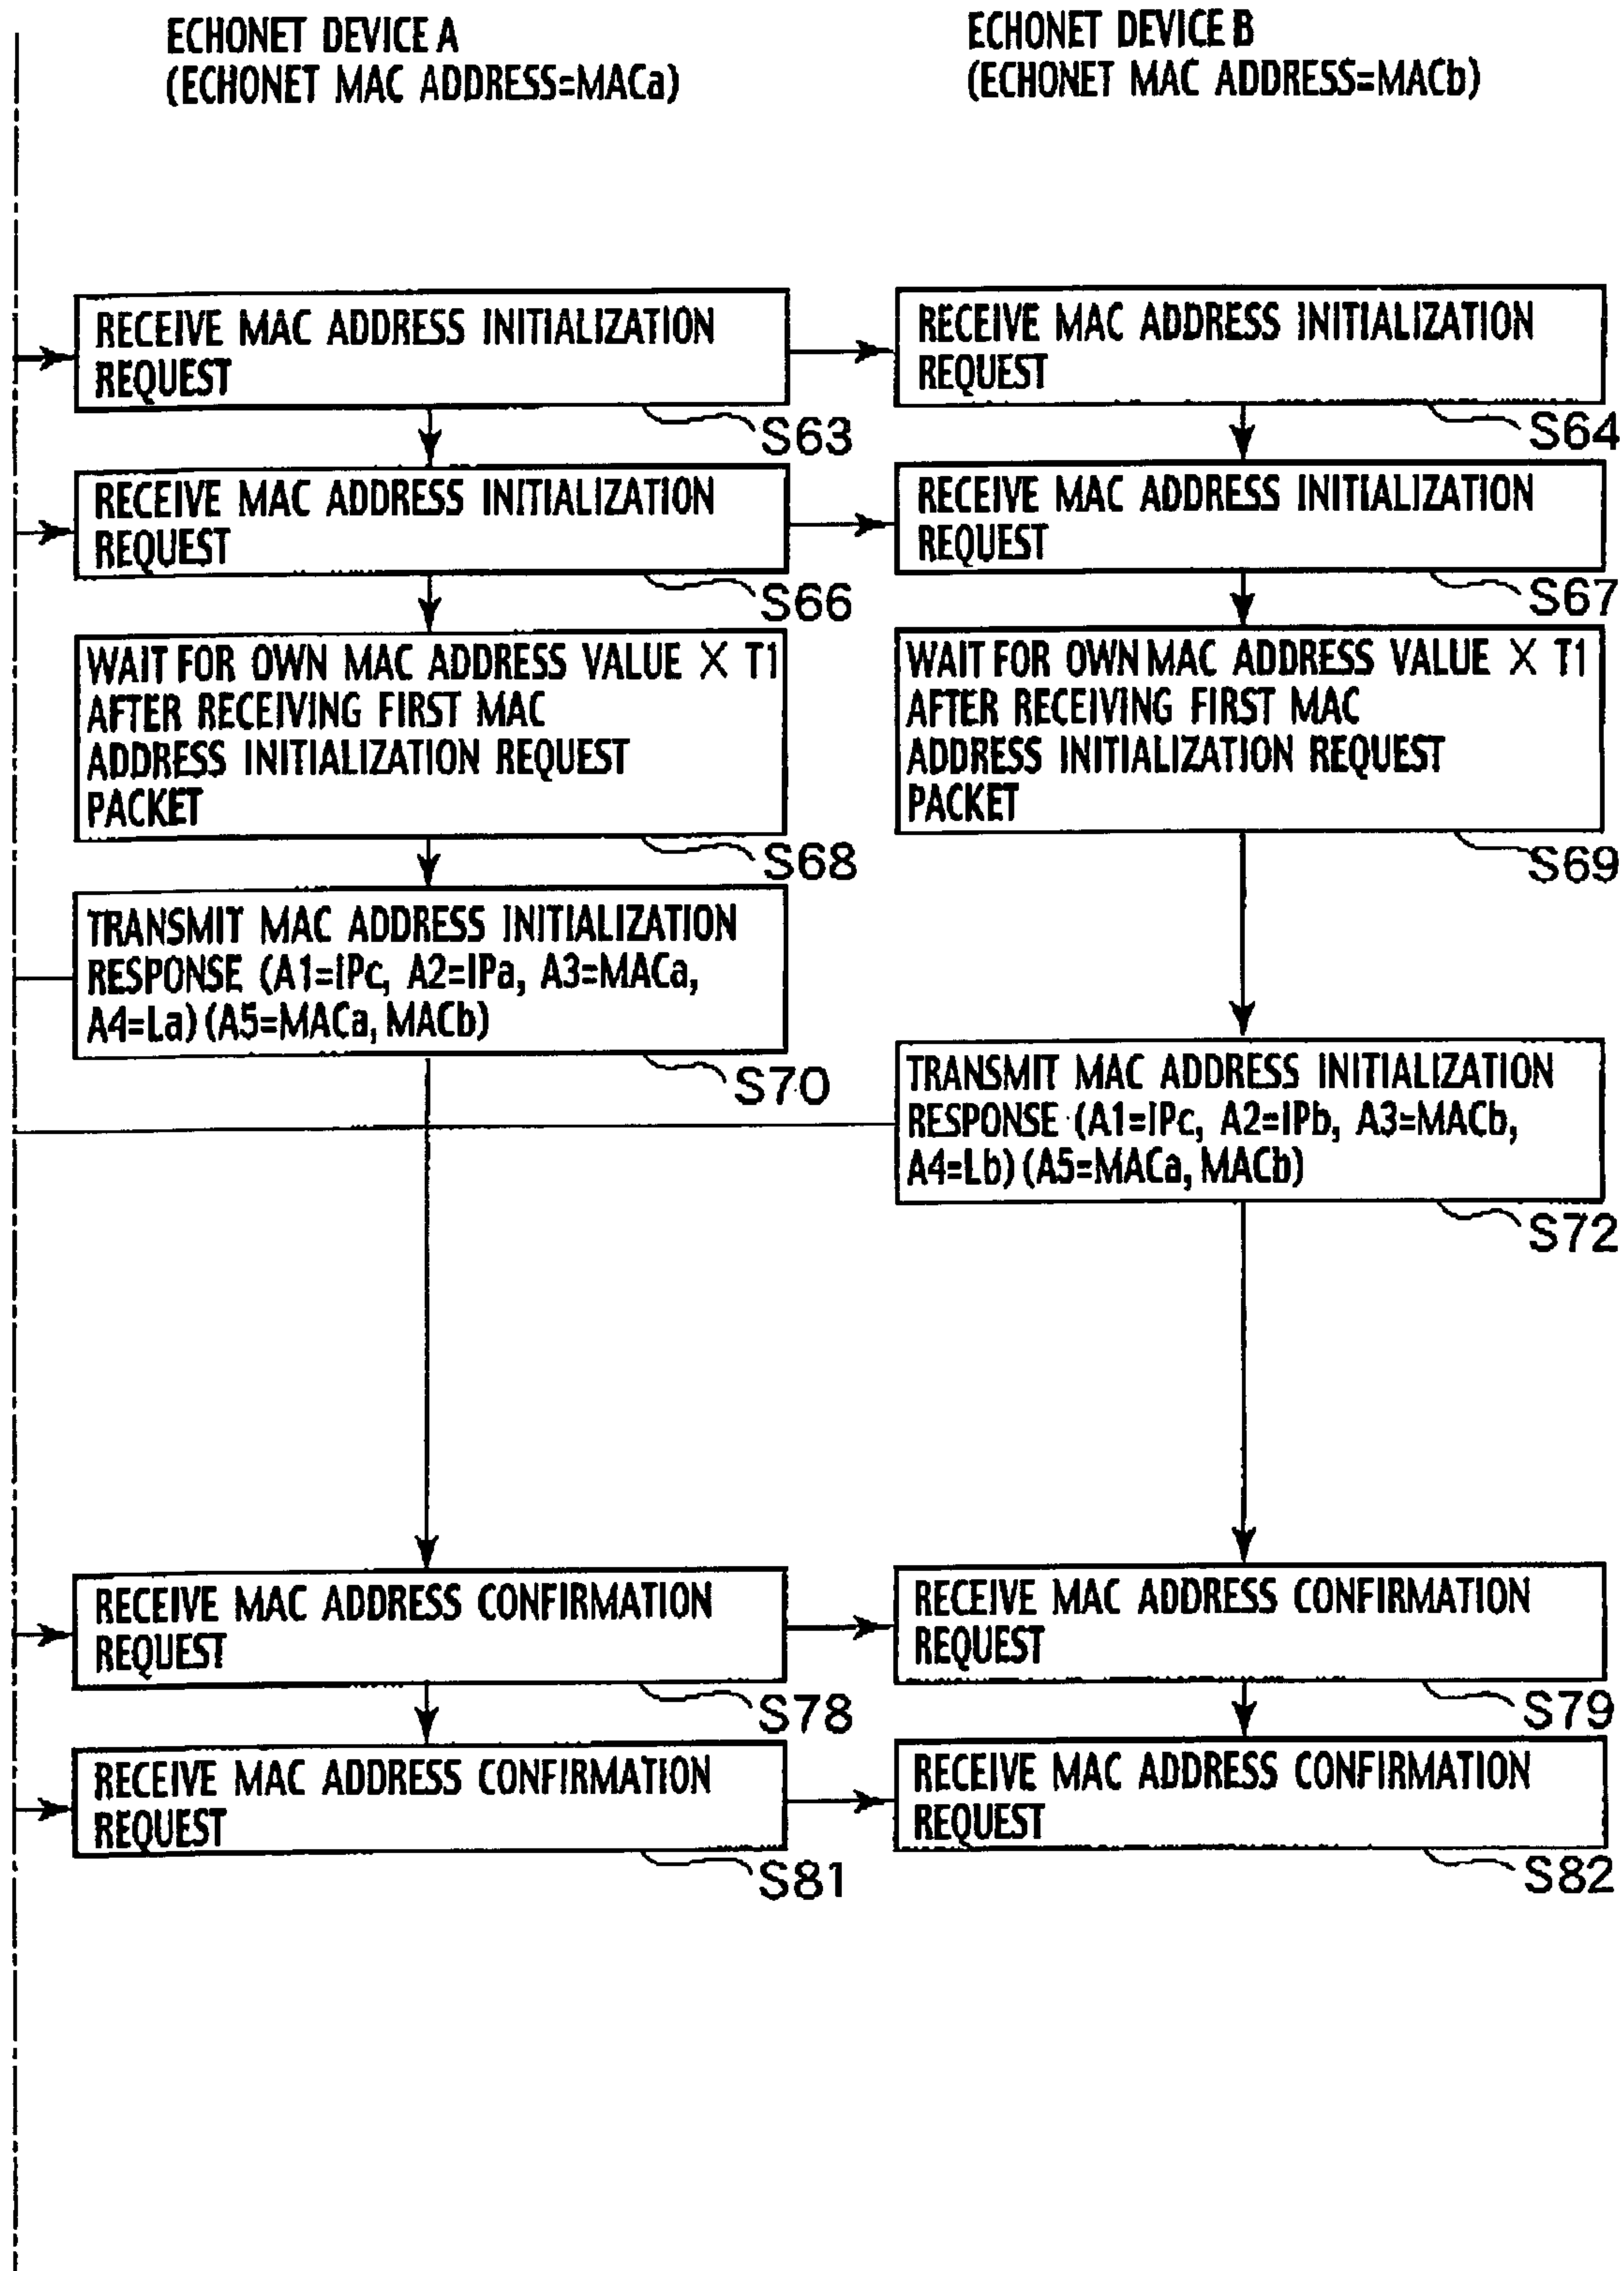 ECHONET DEVICE A
(ECHONET MAC ADDRESS=MACa)
ECHONET DEVICE B
(ECHONET MAC ADDRESS=MACb)
RECEIVE MAC ADDRESS INITIALIZATION
REQUEST
S63
RECEIVE MAC ADDRESS INITIALIZATION
REQUEST
S64
RECEIVE MAC ADDRESS INITIALIZATION
REQUEST
S66
RECEIVE MAC ADDRESS INITIALIZATION
REQUEST
S67
WAIT FOR OWN MAC ADDRESS VALUE × T1
AFTER RECEIVING FIRST MAC
ADDRESS INITIALIZATION REQUEST
PACKET
S68
WAIT FOR OWN MAC ADDRESS VALUE × T1
AFTER RECEIVING FIRST MAC
ADDRESS INITIALIZATION REQUEST
PACKET
S69
TRANSMIT MAC ADDRESS INITIALIZATION
RESPONSE (A1=IPc, A2=IPa, A3=MACa,
A4=La) (A5=MACa, MACb)
S70
TRANSMIT MAC ADDRESS INITIALIZATION
RESPONSE (A1=IPc, A2=IPb, A3=MACb,
A4=Lb) (A5=MACa, MACb)
S72
RECEIVE MAC ADDRESS CONFIRMATION
REQUEST
S78
RECEIVE MAC ADDRESS CONFIRMATION
REQUEST
S79
RECEIVE MAC ADDRESS CONFIRMATION
REQUEST
S81
RECEIVE MAC ADDRESS CONFIRMATION
REQUEST
S82